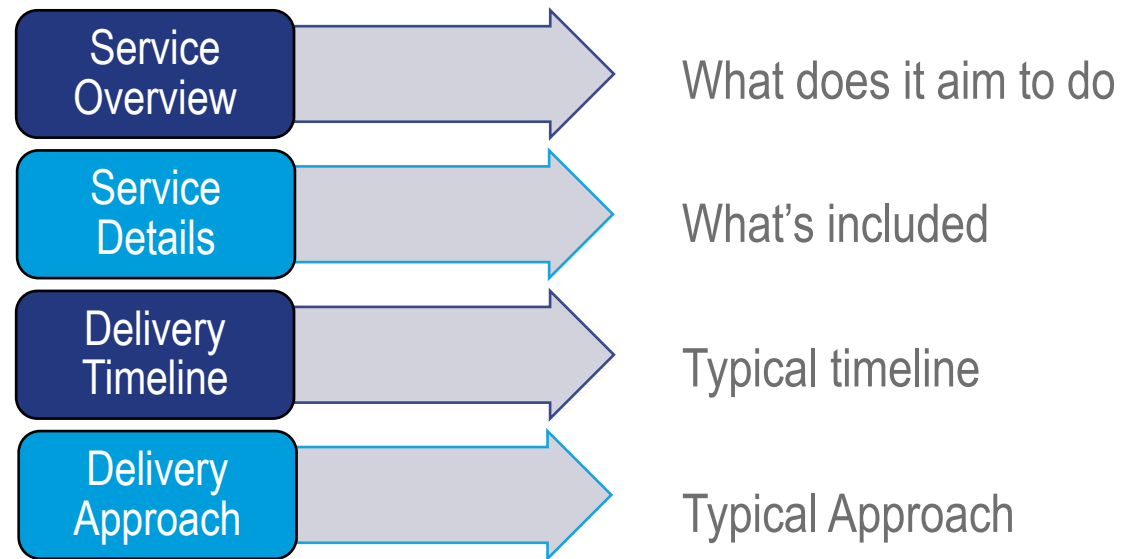 Service
Overview
What does it aim to do
Service
Details
What’s included
Delivery
Timeline
Typical timeline
Delivery
Approach
Typical Approach